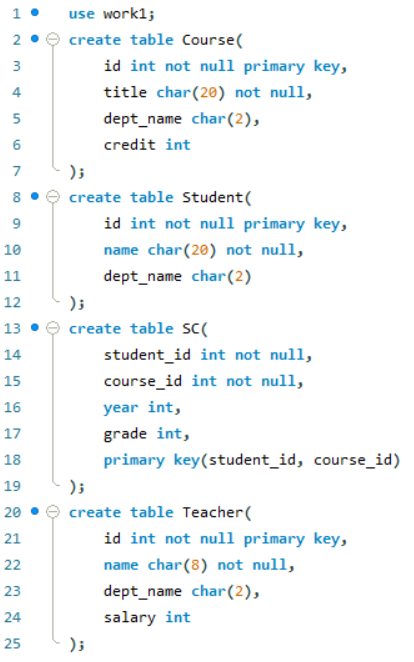 1 use work1;
2 create table Course(
3 id int not null primary key,
4 title char(20) not null,
5 dept_name char(2),
6 credit int
7 );
8 create table Student(
9 id int not null primary key,
10 name char(20) not null,
11 dept_name char(2)
12 );
13 create table SC(
14 student_id int not null,
15 course_id int not null,
16 year int,
17 grade int,
18 primary key(student_id, course_id)
19 );
20 create table Teacher(
21 id int not null primary key,
22 name char(8) not null,
23 dept_name char(2),
24 salary int
25 );